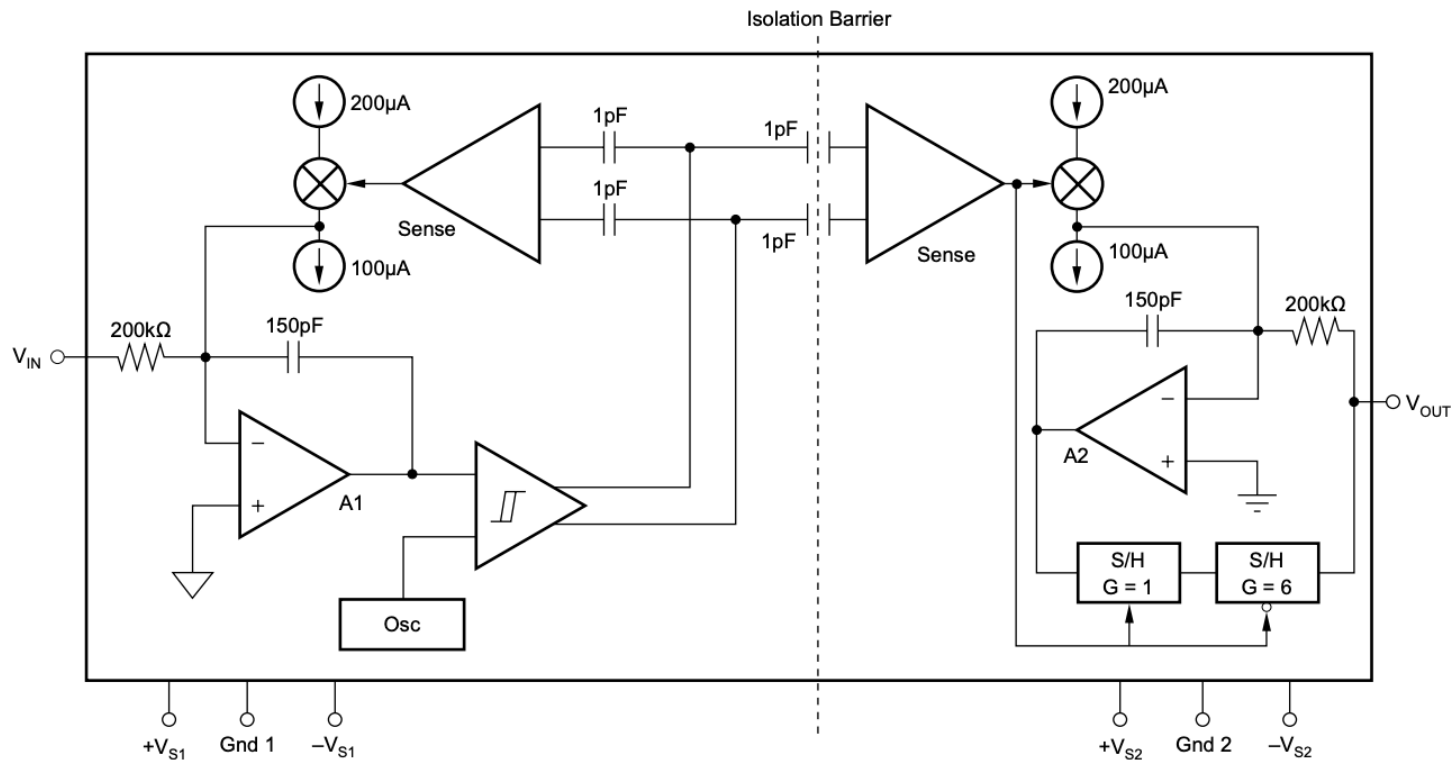 Isolation Barrier
200µA
200µA
1pF
1pF
1pF
1pF
Sense
Sense
100µA
100µA
150pF
200kΩ
200kΩ
150pF
V_IN
V_OUT
−
−
A2
+
A1
+
S/H
G = 1
S/H
G = 6
Osc
+V_S1
Gnd 1
−V_S1
+V_S2
Gnd 2
−V_S2